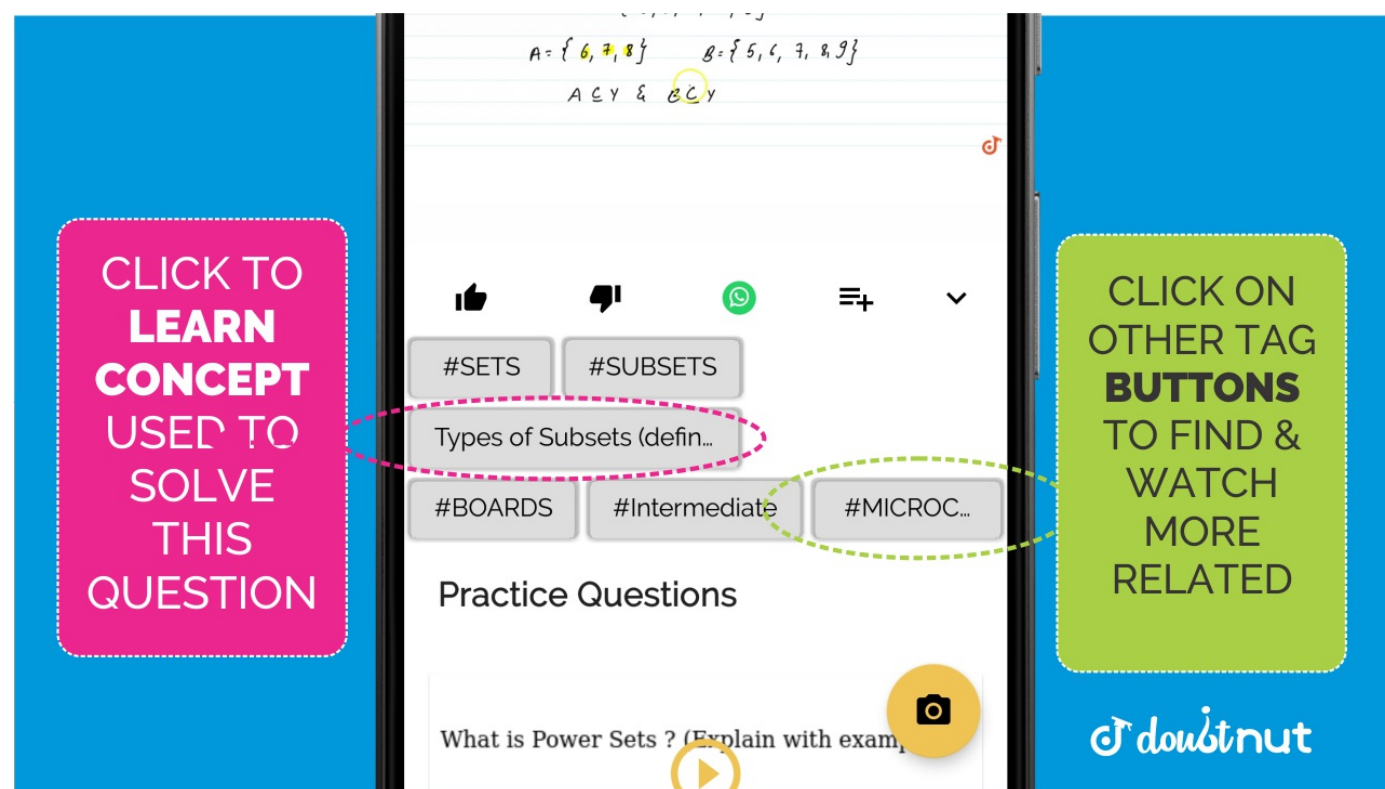 A = { 6, 7, 8} B = { 5, 6, 7, 8, 9}
A ⊆ Y & B ⊆ Y
CLICK TO
LEARN
CONCEPT
USED TO
SOLVE
THIS
QUESTION
#SETS #SUBSETS
Types of Subsets (defin...
#BOARDS #Intermediate #MICROC...
Practice Questions
What is Power Sets ? (Explain with exam
CLICK ON
OTHER TAG
BUTTONS
TO FIND &
WATCH
MORE
RELATED
doubtnut